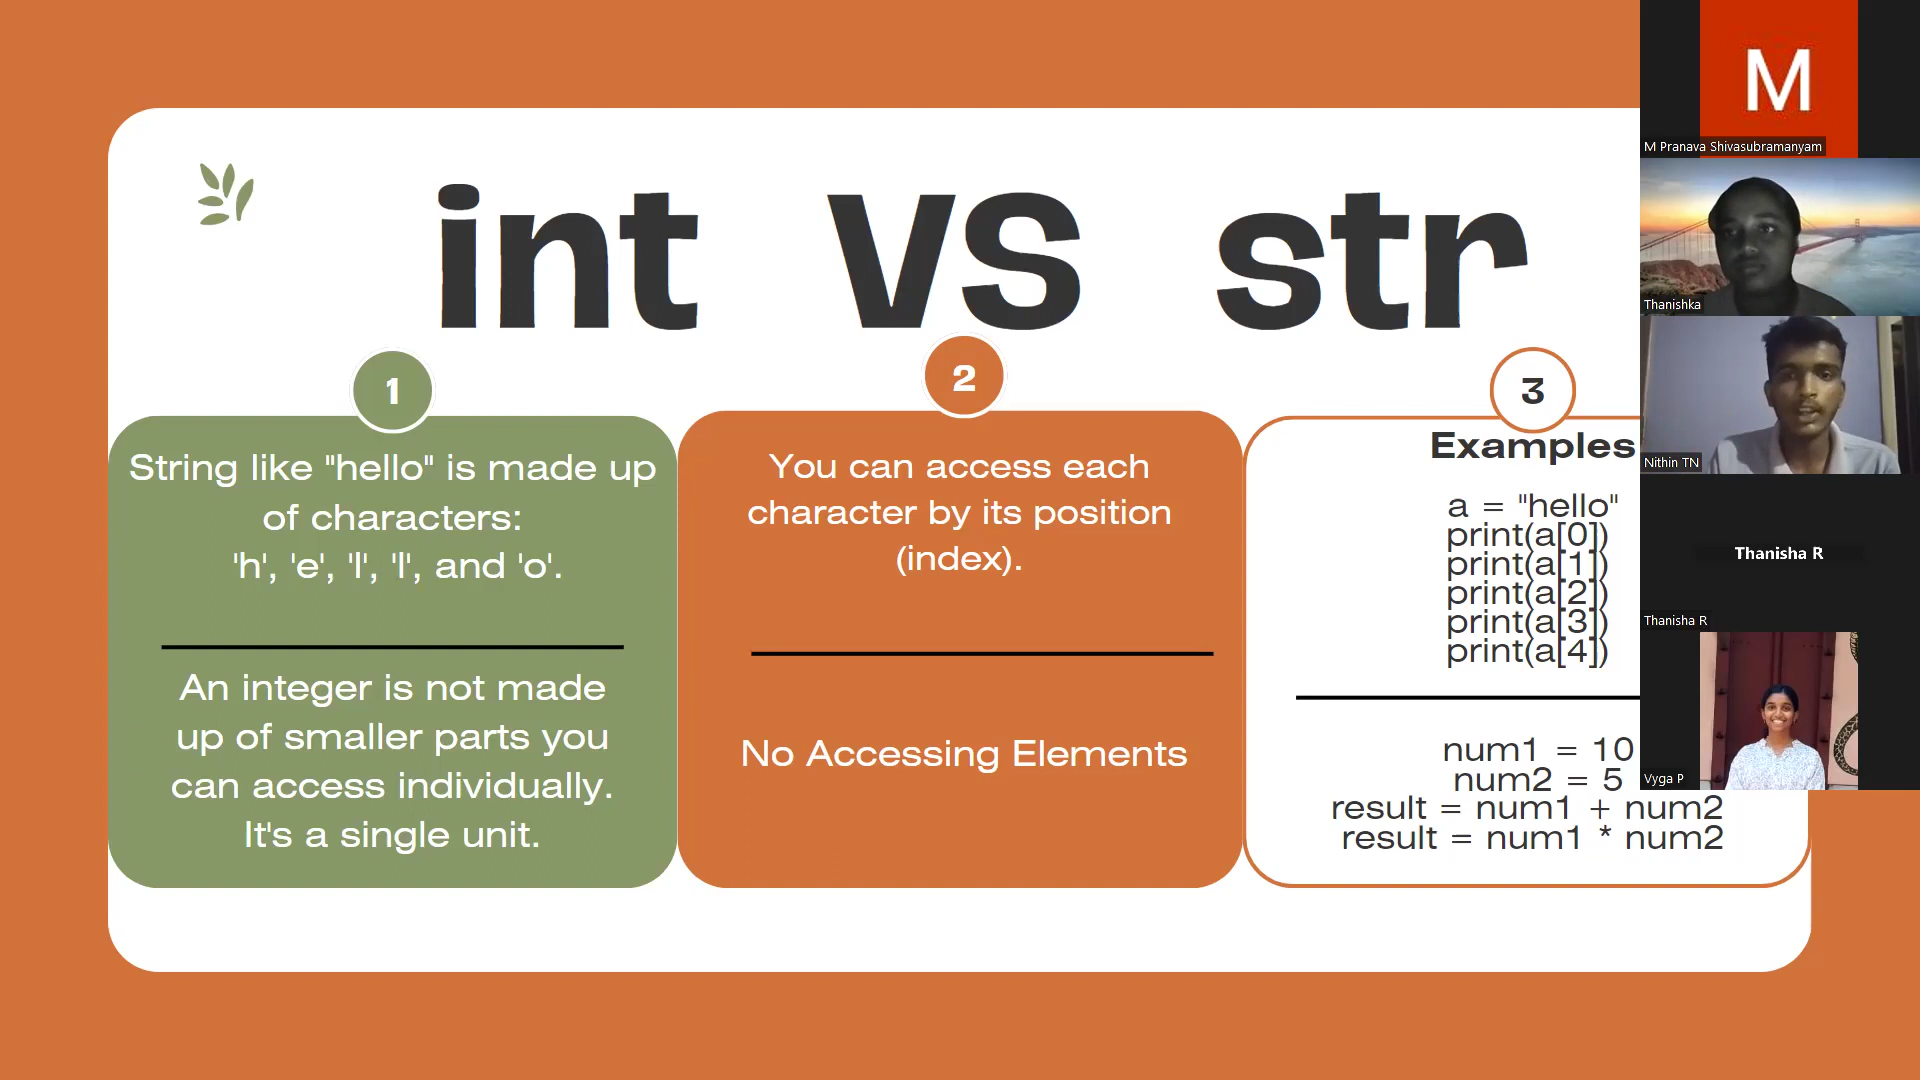 int VS str
1
String like "hello" is made up
of characters:
'h', 'e', 'l', 'l', and 'o'.
An integer is not made
up of smaller parts you
can access individually.
It's a single unit.
2
You can access each
character by its position
(index).
No Accessing Elements
3
Examples
a = "hello"
print(a[0])
print(a[1])
print(a[2])
print(a[3])
print(a[4])
num1 = 10
num2 = 5
result = num1 + num2
result = num1 * num2
M
M Pranava Shivasubramanyam
Thanishka
Nithin TN
Thanisha R
Thanisha R
Vyga P